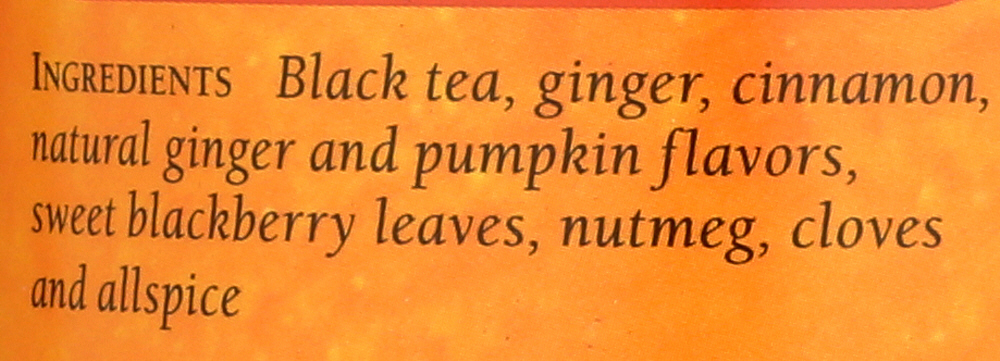 INGREDIENTS Black tea, ginger, cinnamon,
natural ginger and pumpkin flavors,
sweet blackberry leaves, nutmeg, cloves
and allspice